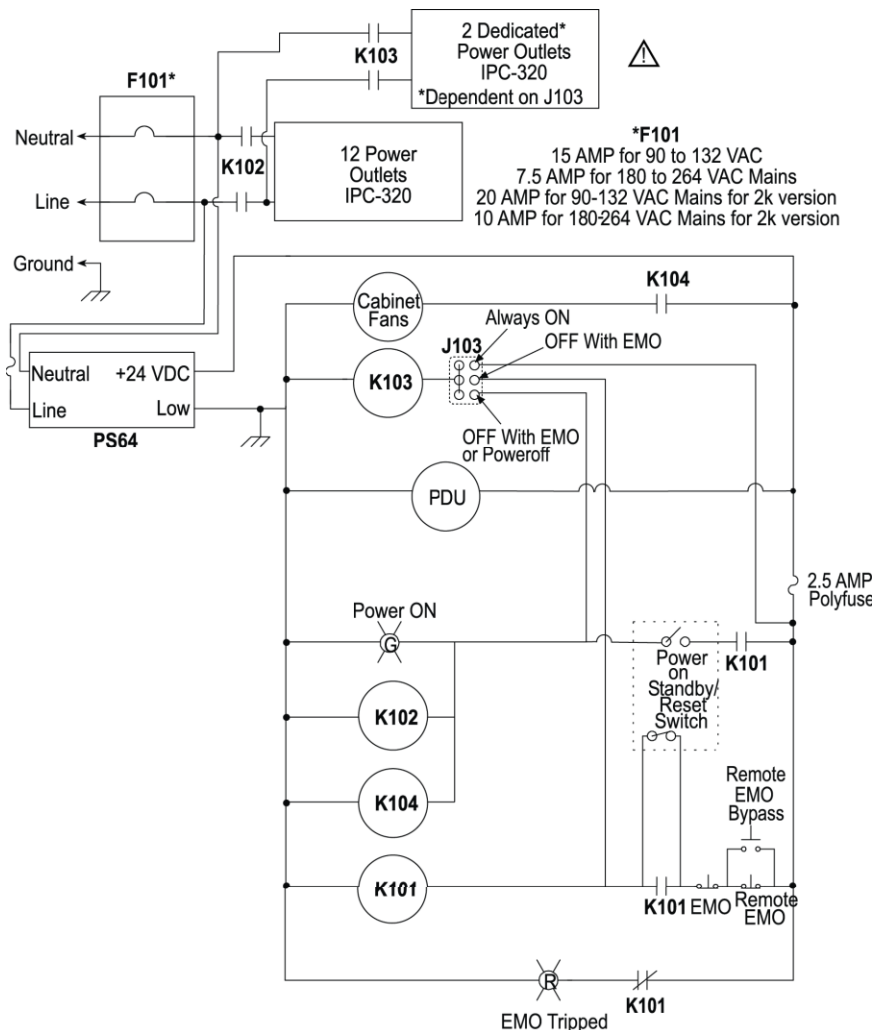 2 Dedicated*
Power Outlets
IPC-320
*Dependent on J103
K103
F101*
Neutral
K102
12 Power
Outlets
IPC-320
Line
*F101
15 AMP for 90 to 132 VAC
7.5 AMP for 180 to 264 VAC Mains
20 AMP for 90-132 VAC Mains for 2k version
10 AMP for 180-264 VAC Mains for 2k version
Ground
K104
Cabinet
Fans
Always ON
J103
OFF With EMO
Neutral +24 VDC
Line Low
PS64
K103
OFF With EMO
or Poweroff
PDU
2.5 AMP
Polyfuse
Power ON
G
K101
Power
on
Standby/
Reset
Switch
K102
K104
Remote
EMO
Bypass
K101
K101
EMO
Remote
EMO
R
K101
EMO Tripped